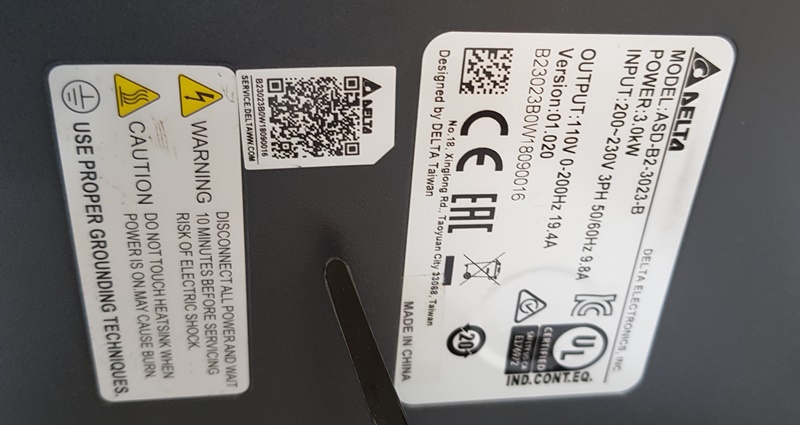 DELTA
DELTA ELECTRONICS, INC.
MODEL:ASD-B2-3023-B
POWER:3.0kW
INPUT:200~230V 3PH 50/60Hz 9.8A
OUTPUT:110V 0-200Hz 19.4A
Version:01.020
B23023B0W18090016
CE EAC
UL
CERTIFIED
IND.CONT.EQ.
20
Designed by DELTA Taiwan
No.18, Xinglong Rd., Taoyuan City 33068, Taiwan
MADE IN CHINA
DELTA
B23023B0W18090016
SERVICE.DELTAWW.COM
WARNING
DISCONNECT ALL POWER AND WAIT
10 MINUTES BEFORE SERVICING
RISK OF ELECTRIC SHOCK.
CAUTION
DO NOT TOUCH HEATSINK WHEN
POWER IS ON.MAY CAUSE BURN.
USE PROPER GROUNDING TECHNIQUES.